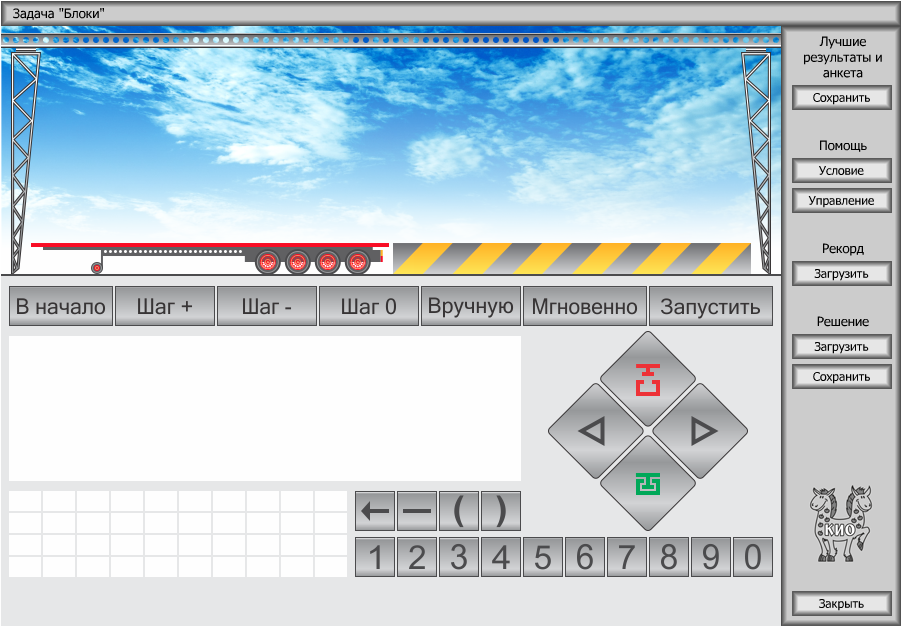 Задача "Блоки"
Лучшие
результаты и
анкета
Сохранить
Помощь
Условие
Управление
Рекорд
Загрузить
Решение
Загрузить
Сохранить
КИО
Закрыть
В начало
Шаг +
Шаг -
Шаг 0
Вручную
Мгновенно
Запустить
( )
1 2 3 4 5 6 7 8 9 0